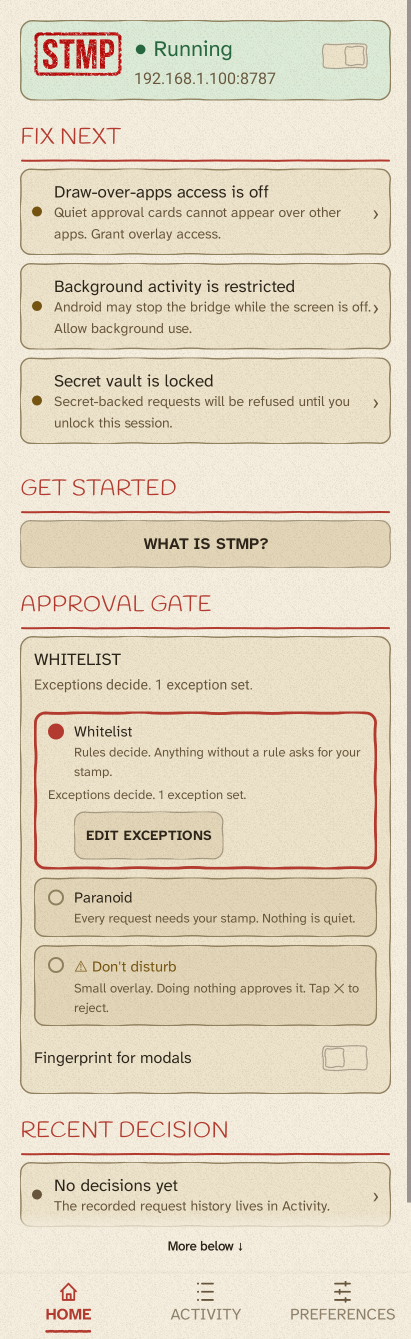 STMP
● Running
192.168.1.100:8787
FIX NEXT
Draw-over-apps access is off
Quiet approval cards cannot appear over other
apps. Grant overlay access.
›
Background activity is restricted
Android may stop the bridge while the screen is off.
Allow background use.
›
Secret vault is locked
Secret-backed requests will be refused until you
unlock this session.
›
GET STARTED
WHAT IS STMP?
APPROVAL GATE
WHITELIST
Exceptions decide. 1 exception set.
Whitelist
Rules decide. Anything without a rule asks for your
stamp.
Exceptions decide. 1 exception set.
EDIT EXCEPTIONS
Paranoid
Every request needs your stamp. Nothing is quiet.
⚠ Don't disturb
Small overlay. Doing nothing approves it. Tap ✕ to
reject.
Fingerprint for modals
RECENT DECISION
No decisions yet
The recorded request history lives in Activity.
›
More below ↓
HOME
ACTIVITY
PREFERENCES